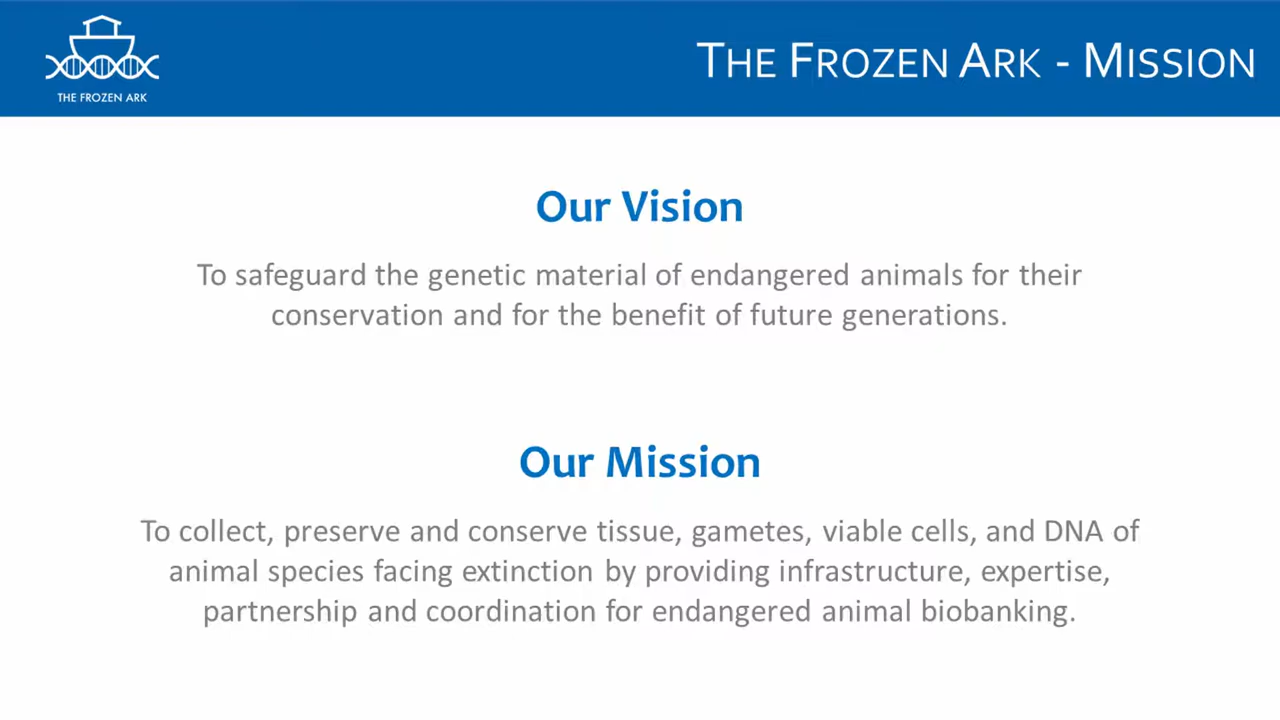 THE FROZEN ARK
THE FROZEN ARK - MISSION
Our Vision
To safeguard the genetic material of endangered animals for their
conservation and for the benefit of future generations.
Our Mission
To collect, preserve and conserve tissue, gametes, viable cells, and DNA of
animal species facing extinction by providing infrastructure, expertise,
partnership and coordination for endangered animal biobanking.